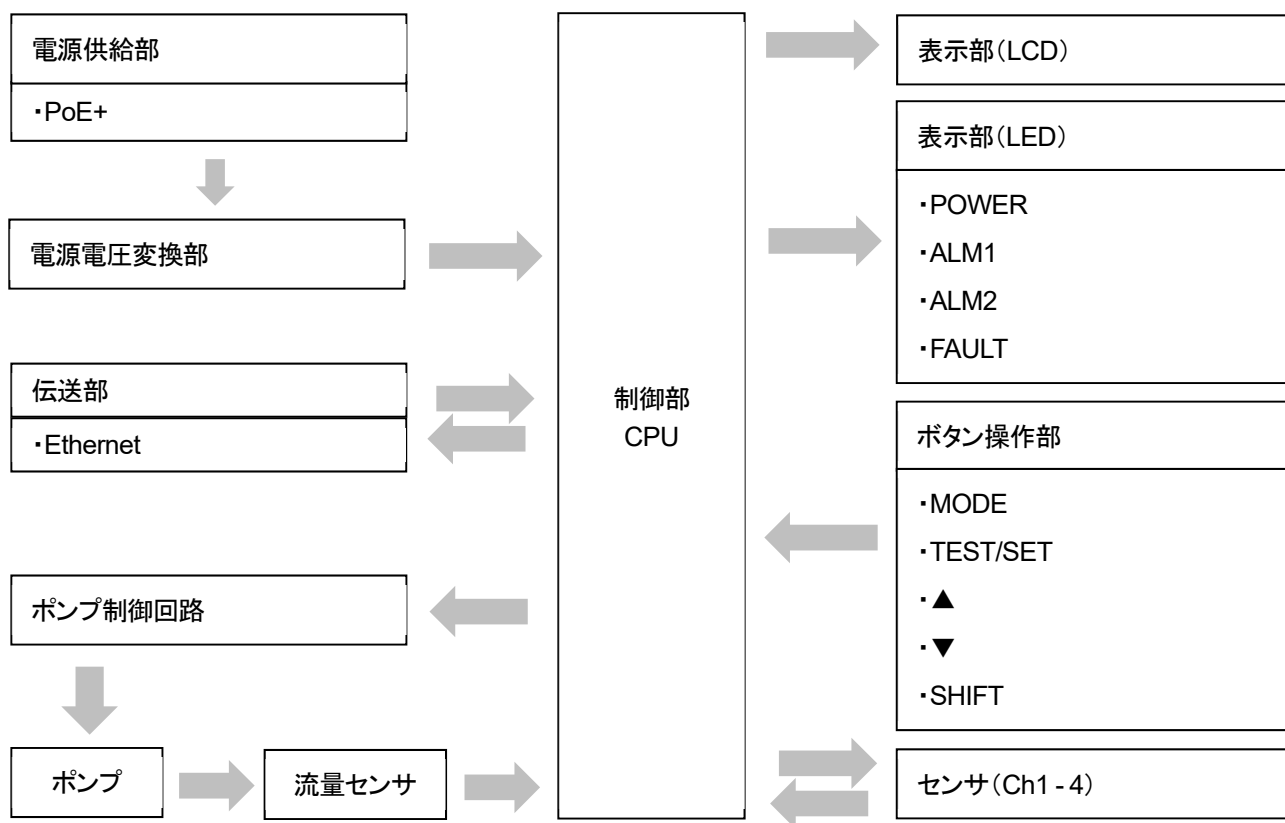 電源供給部
・PoE+
電源電圧変換部
伝送部
・Ethernet
ポンプ制御回路
ポンプ
流量センサ
制御部
CPU
表示部（LCD）
表示部（LED）
・POWER
・ALM1
・ALM2
・FAULT
ボタン操作部
・MODE
・TEST/SET
・▲
・▼
・SHIFT
センサ（Ch1 - 4）